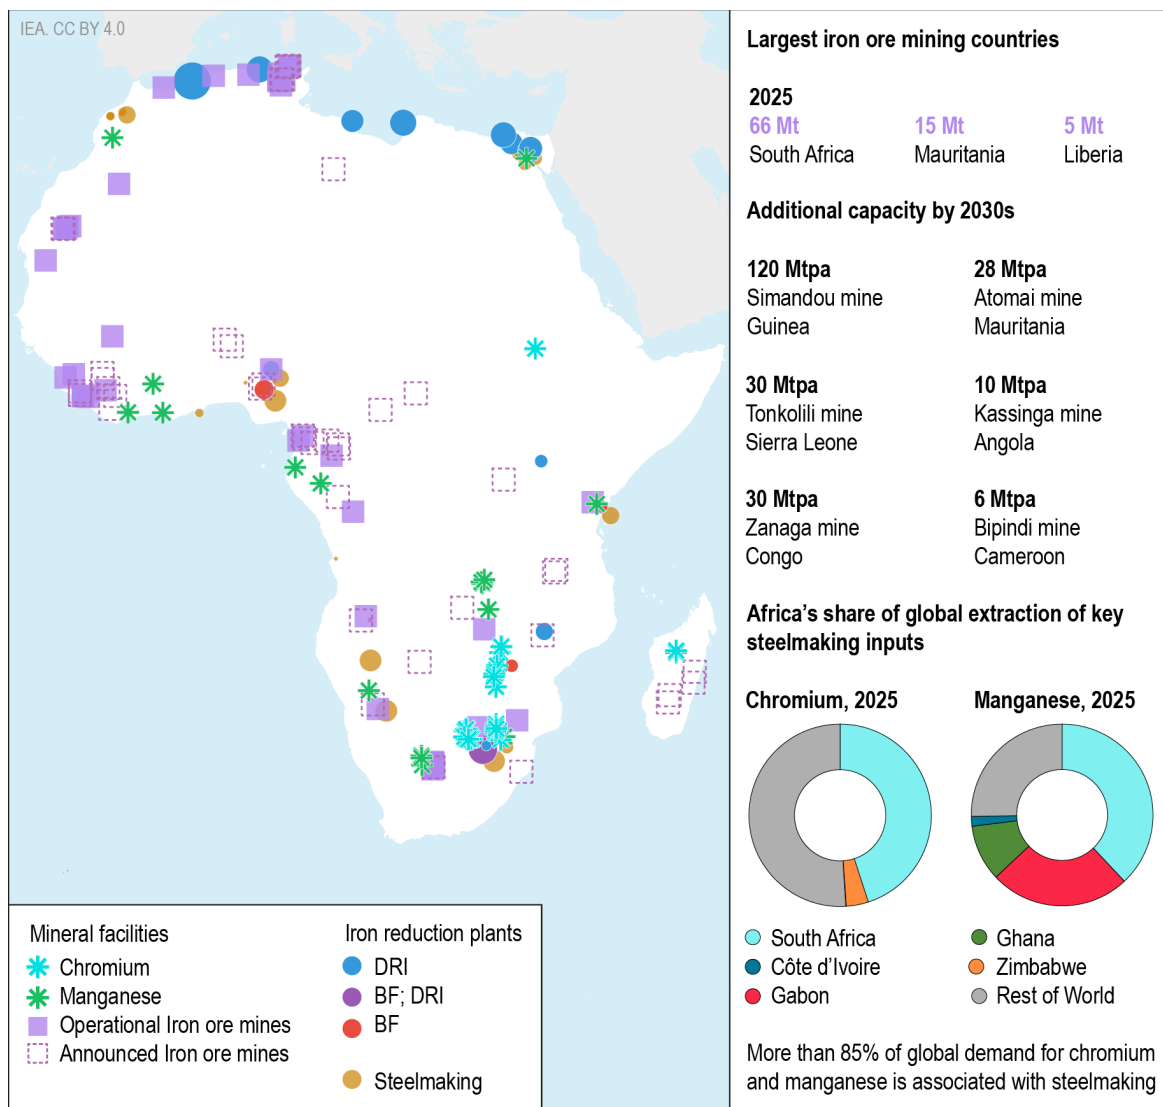 IEA. CC BY 4.0
Mineral facilities
Chromium
Manganese
Operational Iron ore mines
Announced Iron ore mines
Iron reduction plants
DRI
BF; DRI
BF
Steelmaking
Largest iron ore mining countries
2025
66 Mt 15 Mt 5 Mt
South Africa Mauritania Liberia
Additional capacity by 2030s
120 Mtpa 28 Mtpa
Simandou mine Atomai mine
Guinea Mauritania
30 Mtpa 10 Mtpa
Tonkolili mine Kassinga mine
Sierra Leone Angola
30 Mtpa 6 Mtpa
Zanaga mine Bipindi mine
Congo Cameroon
Africa’s share of global extraction of key
steelmaking inputs
Chromium, 2025 Manganese, 2025
South Africa Ghana
Côte d’Ivoire Zimbabwe
Gabon Rest of World
More than 85% of global demand for chromium
and manganese is associated with steelmaking